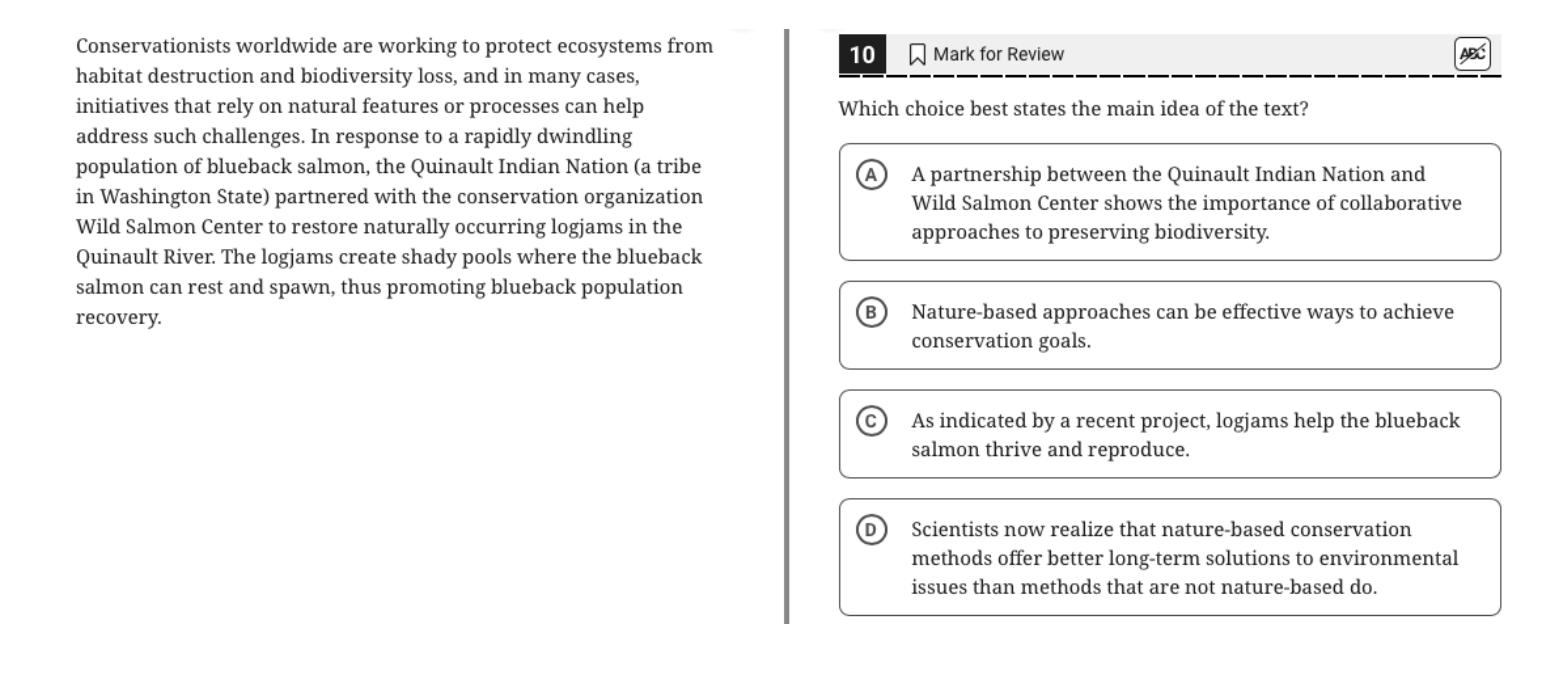 Conservationists worldwide are working to protect ecosystems from
habitat destruction and biodiversity loss, and in many cases,
initiatives that rely on natural features or processes can help
address such challenges. In response to a rapidly dwindling
population of blueback salmon, the Quinault Indian Nation (a tribe
in Washington State) partnered with the conservation organization
Wild Salmon Center to restore naturally occurring logjams in the
Quinault River. The logjams create shady pools where the blueback
salmon can rest and spawn, thus promoting blueback population
recovery.
10 Mark for Review ABC
Which choice best states the main idea of the text?
A A partnership between the Quinault Indian Nation and
Wild Salmon Center shows the importance of collaborative
approaches to preserving biodiversity.
B Nature-based approaches can be effective ways to achieve
conservation goals.
C As indicated by a recent project, logjams help the blueback
salmon thrive and reproduce.
D Scientists now realize that nature-based conservation
methods offer better long-term solutions to environmental
issues than methods that are not nature-based do.